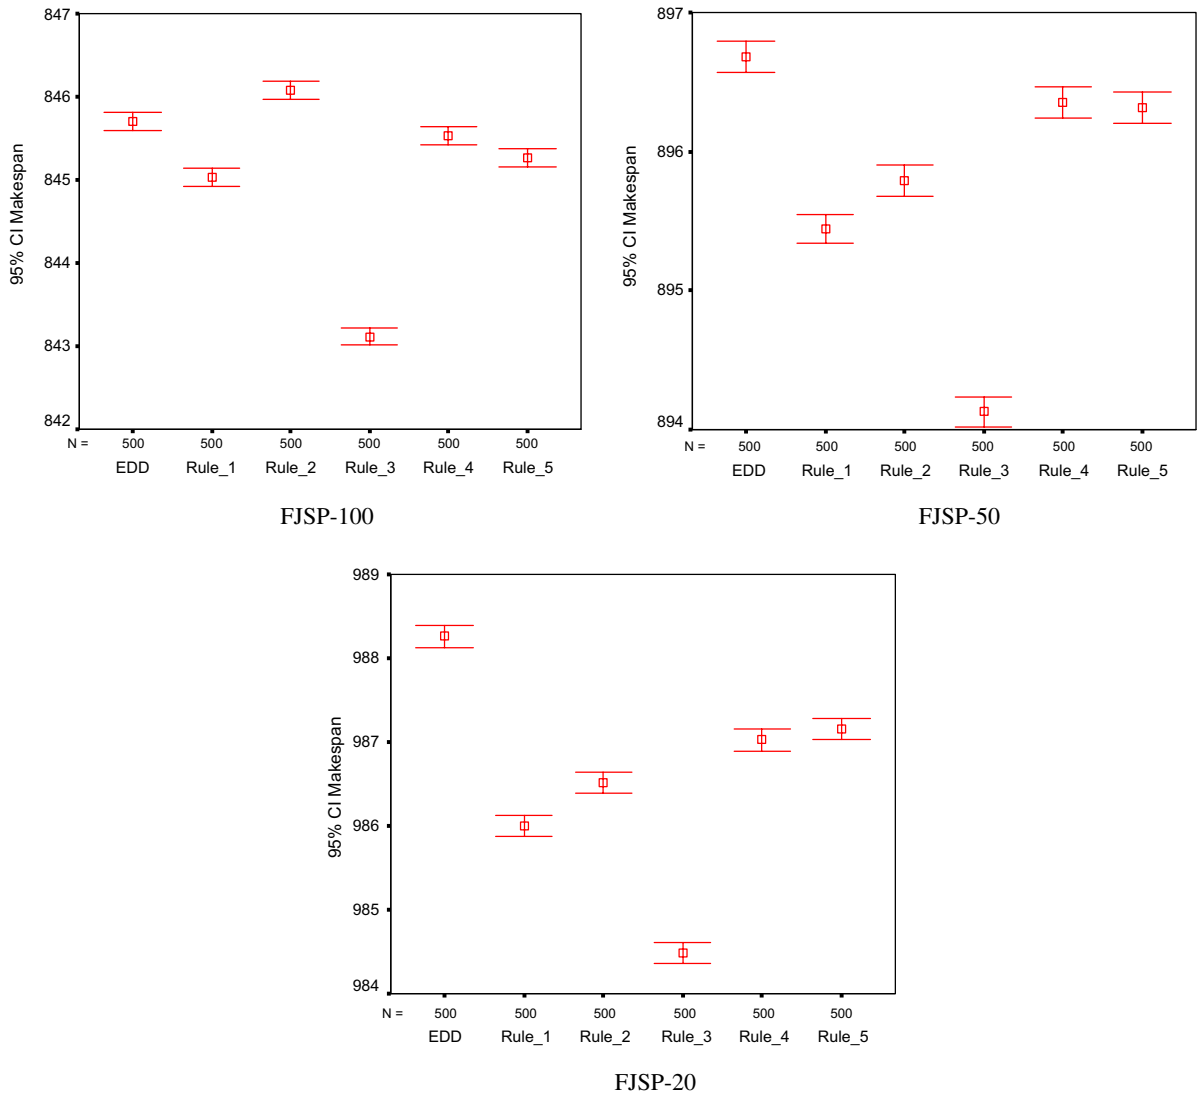 847
846
845
844
843
842
95% CI Makespan
N = 500 500 500 500 500 500
EDD Rule_1 Rule_2 Rule_3 Rule_4 Rule_5
FJSP-100
897
896
895
894
95% CI Makespan
N = 500 500 500 500 500 500
EDD Rule_1 Rule_2 Rule_3 Rule_4 Rule_5
FJSP-50
989
988
987
986
985
984
95% CI Makespan
N = 500 500 500 500 500 500
EDD Rule_1 Rule_2 Rule_3 Rule_4 Rule_5
FJSP-20